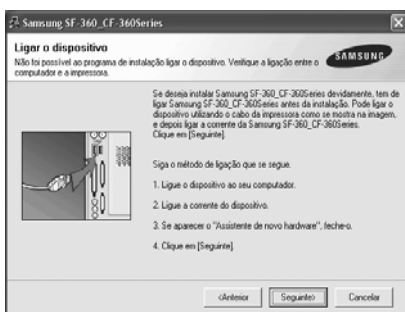 Samsung SF-360_CF-360Series
Ligar o dispositivo
Não foi possível ao programa de instalação ligar o dispositivo. Verifique a ligação entre o
computador e a impressora.
SAMSUNG
Se deseja instalar Samsung SF-360_CF-360Series devidamente, tem de
ligar Samsung SF-360_CF-360Series antes da instalação. Pode ligar o
dispositivo utilizando o cabo da impressora como se mostra na imagem,
e depois ligar a corrente da Samsung SF-360_CF-360Series.
Clique em [Seguinte].
Siga o método de ligação que se segue.
1. Ligue o dispositivo ao seu computador.
2. Ligue a corrente do dispositivo.
3. Se aparecer o "Assistente de novo hardware", feche-o.
4. Clique em [Seguinte]
<Anterior Seguinte> Cancelar